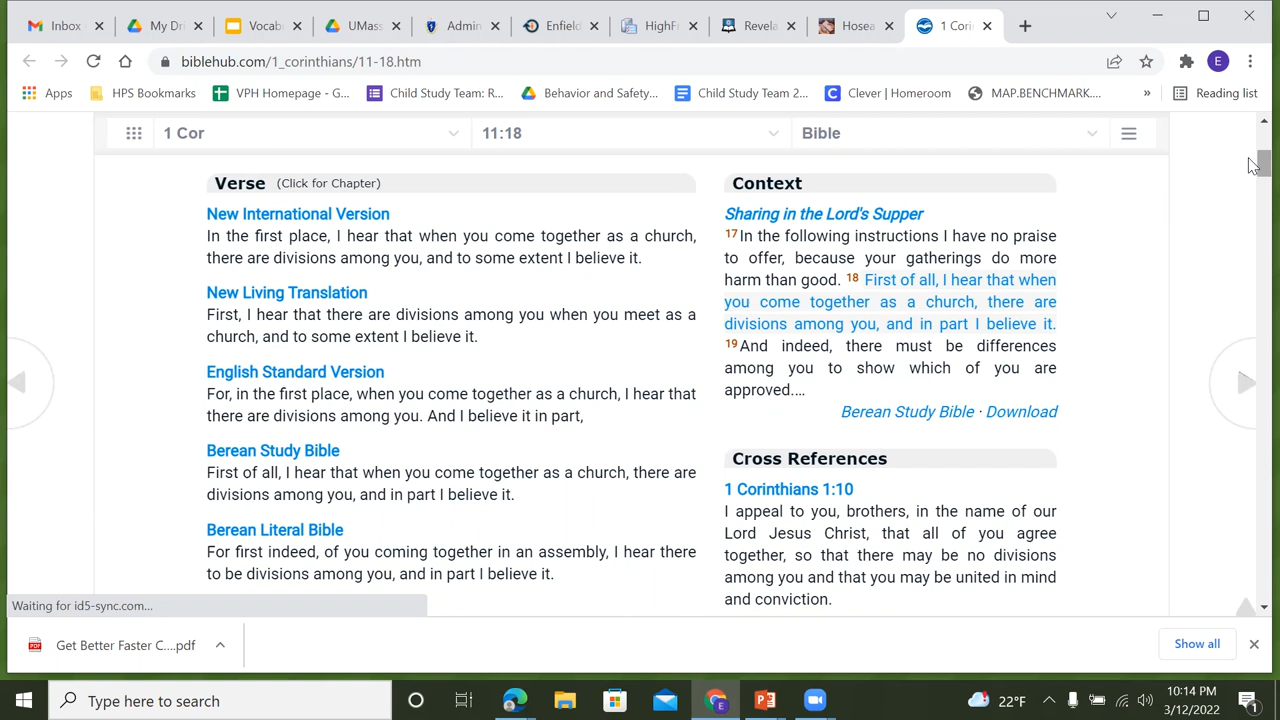 Inbox
My Dri
Vocabu
UMass
Admin
Enfield
HighFr
Revela
Hosea
1 Cori
biblehub.com/1_corinthians/11-18.htm
E
Apps
HPS Bookmarks
VPH Homepage - G...
Child Study Team: R...
Behavior and Safety...
Child Study Team 2...
Clever | Homeroom
MAP.BENCHMARK....
»
Reading list
1 Cor
11:18
Bible
Verse (Click for Chapter)
New International Version
In the first place, I hear that when you come together as a church,
there are divisions among you, and to some extent I believe it.
New Living Translation
First, I hear that there are divisions among you when you meet as a
church, and to some extent I believe it.
English Standard Version
For, in the first place, when you come together as a church, I hear that
there are divisions among you. And I believe it in part,
Berean Study Bible
First of all, I hear that when you come together as a church, there are
divisions among you, and in part I believe it.
Berean Literal Bible
For first indeed, of you coming together in an assembly, I hear there
to be divisions among you, and in part I believe it.
Context
Sharing in the Lord's Supper
17In the following instructions I have no praise
to offer, because your gatherings do more
harm than good. 18 First of all, I hear that when
you come together as a church, there are
divisions among you, and in part I believe it.
19And indeed, there must be differences
among you to show which of you are
approved.…
Berean Study Bible · Download
Cross References
1 Corinthians 1:10
I appeal to you, brothers, in the name of our
Lord Jesus Christ, that all of you agree
together, so that there may be no divisions
among you and that you may be united in mind
and conviction.
Waiting for id5-sync.com...
Get Better Faster C....pdf
Show all
Type here to search
22°F
10:14 PM
3/12/2022
1